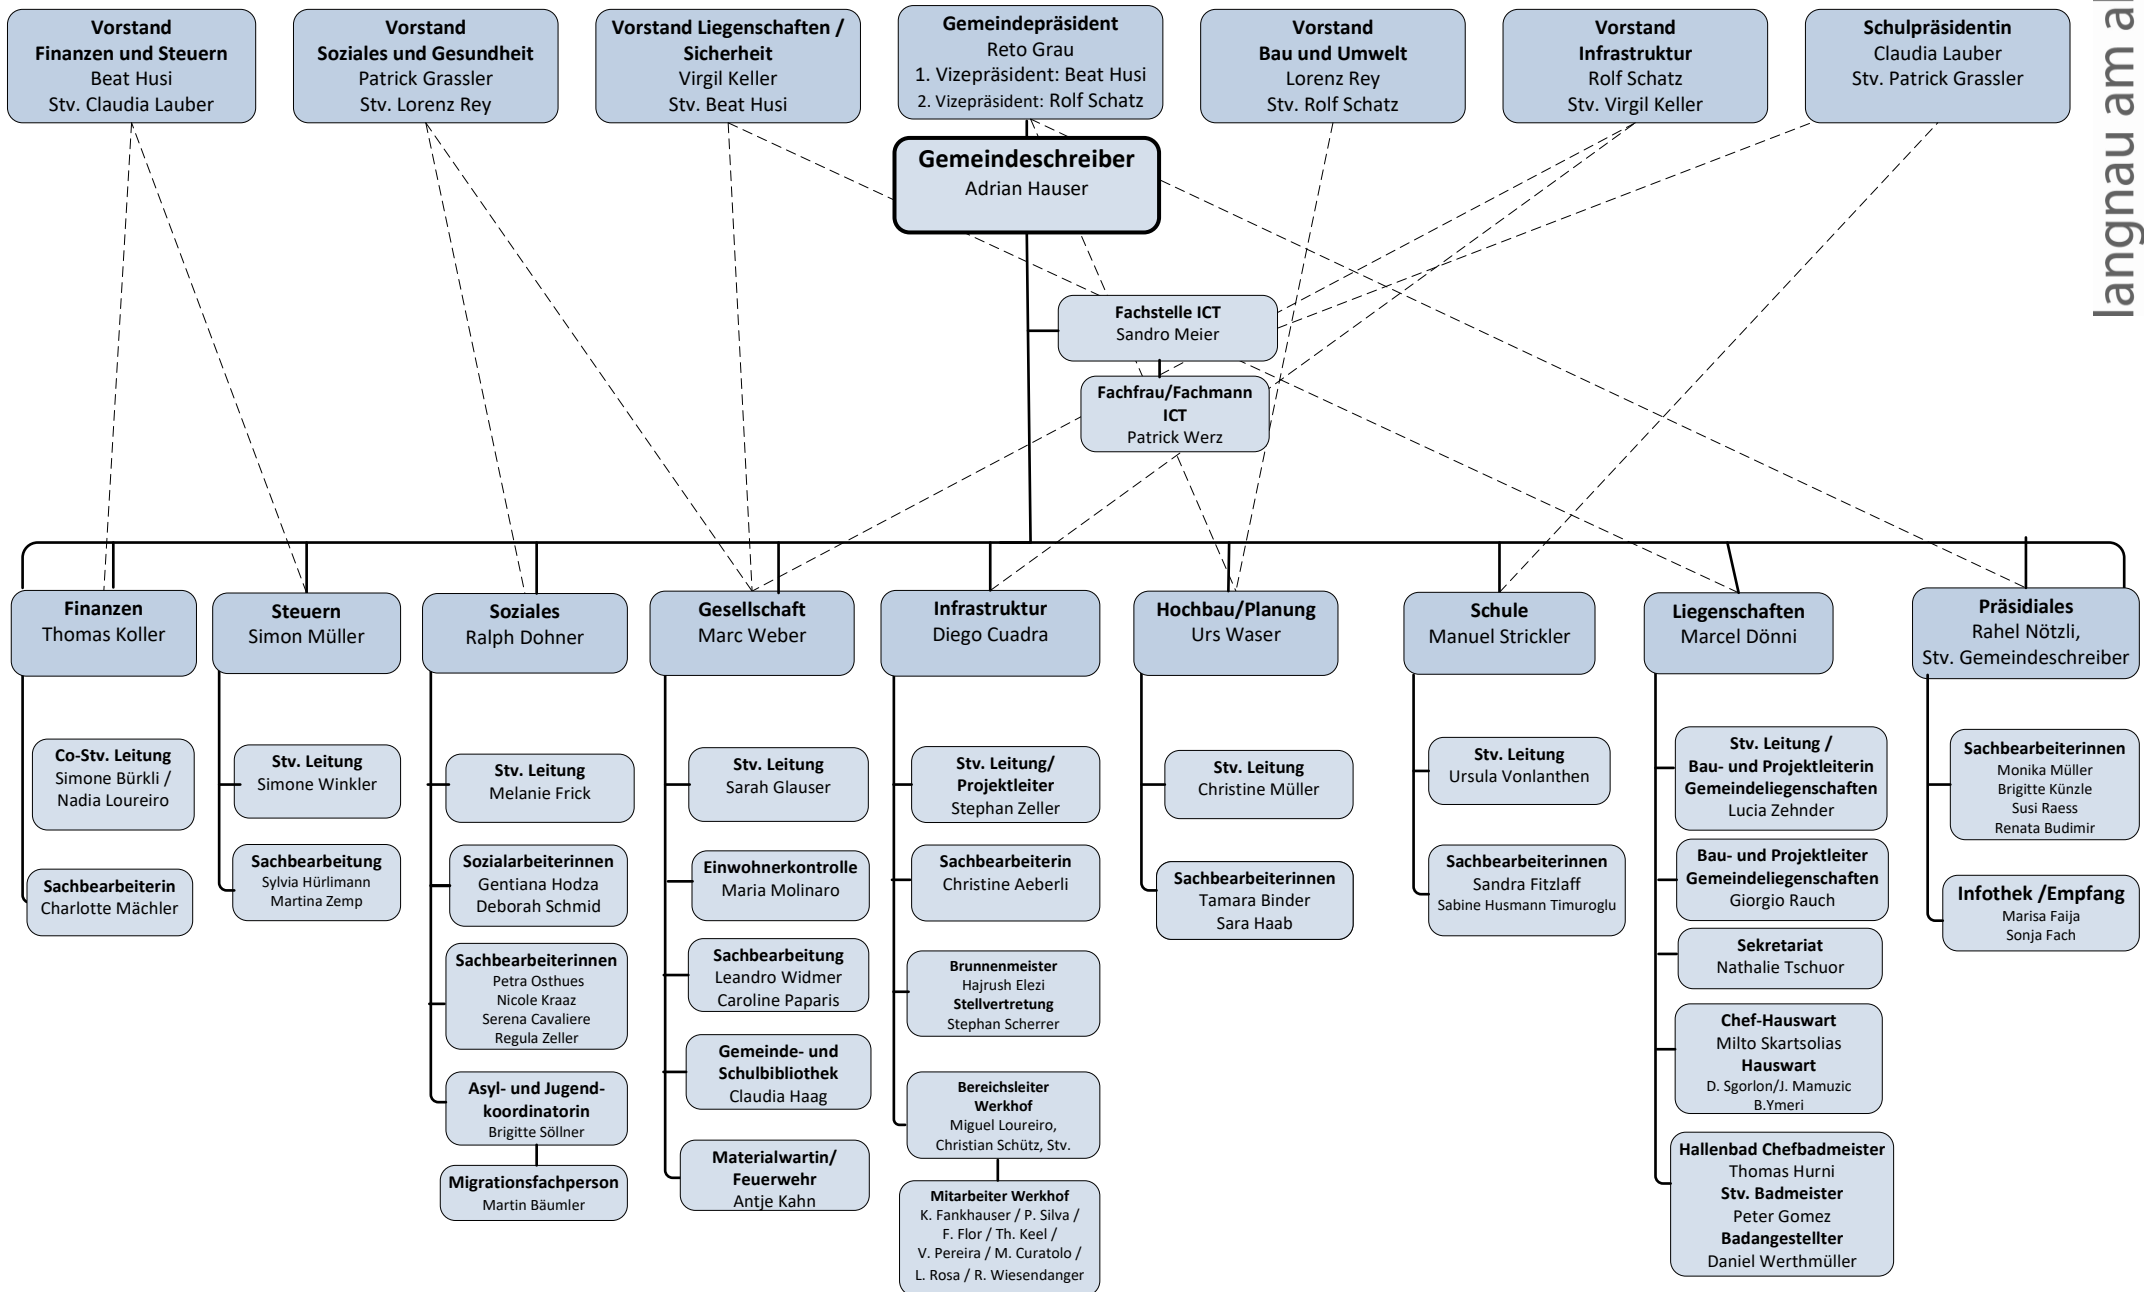 Vorstand
Finanzen und Steuern
Beat Husi
Stv. Claudia Lauber
Vorstand
Soziales und Gesundheit
Patrick Grassler
Stv. Lorenz Rey
Vorstand Liegenschaften /
Sicherheit
Virgil Keller
Stv. Beat Husi
Gemeindepräsident
Reto Grau
1. Vizepräsident: Beat Husi
2. Vizepräsident: Rolf Schatz
Vorstand
Bau und Umwelt
Lorenz Rey
Stv. Rolf Schatz
Vorstand
Infrastruktur
Rolf Schatz
Stv. Virgil Keller
Schulpräsidentin
Claudia Lauber
Stv. Patrick Grassler
langnau am al
Gemeindeschreiber
Adrian Hauser
Fachstelle ICT
Sandro Meier
Fachfrau/Fachmann
ICT
Patrick Werz
Finanzen
Thomas Koller
Steuern
Simon Müller
Soziales
Ralph Dohner
Gesellschaft
Marc Weber
Infrastruktur
Diego Cuadra
Hochbau/Planung
Urs Waser
Schule
Manuel Strickler
Liegenschaften
Marcel Dönni
Präsidiales
Rahel Nötzli,
Stv. Gemeindeschreiber
Co-Stv. Leitung
Simone Bürkli /
Nadia Loureiro
Sachbearbeiterin
Charlotte Mächler
Stv. Leitung
Simone Winkler
Sachbearbeitung
Sylvia Hürlimann
Martina Zemp
Stv. Leitung
Melanie Frick
Sozialarbeiterinnen
Gentiana Hodza
Deborah Schmid
Sachbearbeiterinnen
Petra Osthues
Nicole Kraaz
Serena Cavaliere
Regula Zeller
Asyl- und Jugend-
koordinatorin
Brigitte Söllner
Migrationsfachperson
Martin Bäumler
Stv. Leitung
Sarah Glauser
Einwohnerkontrolle
Maria Molinaro
Sachbearbeitung
Leandro Widmer
Caroline Paparis
Gemeinde- und
Schulbibliothek
Claudia Haag
Materialwartin/
Feuerwehr
Antje Kahn
Stv. Leitung/
Projektleiter
Stephan Zeller
Sachbearbeiterin
Christine Aeberli
Brunnenmeister
Hajrush Elezi
Stellvertretung
Stephan Scherrer
Bereichsleiter
Werkhof
Miguel Loureiro,
Christian Schütz, Stv.
Mitarbeiter Werkhof
K. Fankhauser / P. Silva /
F. Flor / Th. Keel /
V. Pereira / M. Curatolo /
L. Rosa / R. Wiesendanger
Stv. Leitung
Christine Müller
Sachbearbeiterinnen
Tamara Binder
Sara Haab
Stv. Leitung
Ursula Vonlanthen
Sachbearbeiterinnen
Sandra Fitzlaff
Sabine Husmann Timuroglu
Stv. Leitung /
Bau- und Projektleiterin
Gemeindeliegenschaften
Lucia Zehnder
Bau- und Projektleiter
Gemeindeliegenschaften
Giorgio Rauch
Sekretariat
Nathalie Tschuor
Chef-Hauswart
Milto Skartsolias
Hauswart
D. Sgorlon/J. Mamuzic
B.Ymeri
Hallenbad Chefbadmeister
Thomas Hurni
Stv. Badmeister
Peter Gomez
Badangestellter
Daniel Werthmüller
Sachbearbeiterinnen
Monika Müller
Brigitte Künzle
Susi Raess
Renata Budimir
Infothek /Empfang
Marisa Faija
Sonja Fach